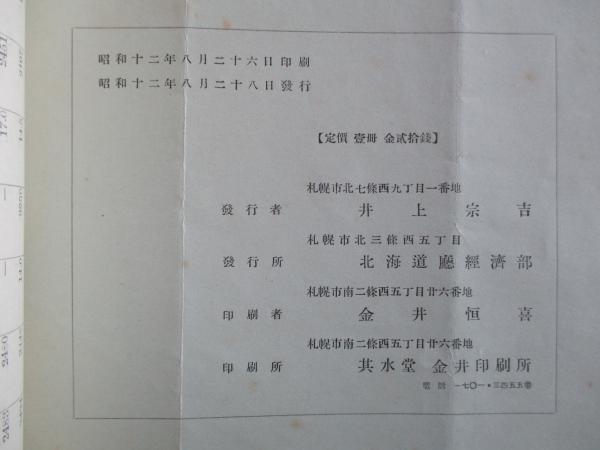 昭和十二年八月二十六日印刷
昭和十二年八月二十八日發行
【定價 壹冊 金貳拾錢】
札幌市北七條西九丁目一番地
發行者 井上宗吉
札幌市北三條西五丁目
發行所 北海道廳經濟部
札幌市南二條西五丁目廿六番地
印刷者 金井恒喜
札幌市南二條西五丁目廿六番地
印刷所 共水堂 金井印刷所
電話 一七〇一・三四五五番